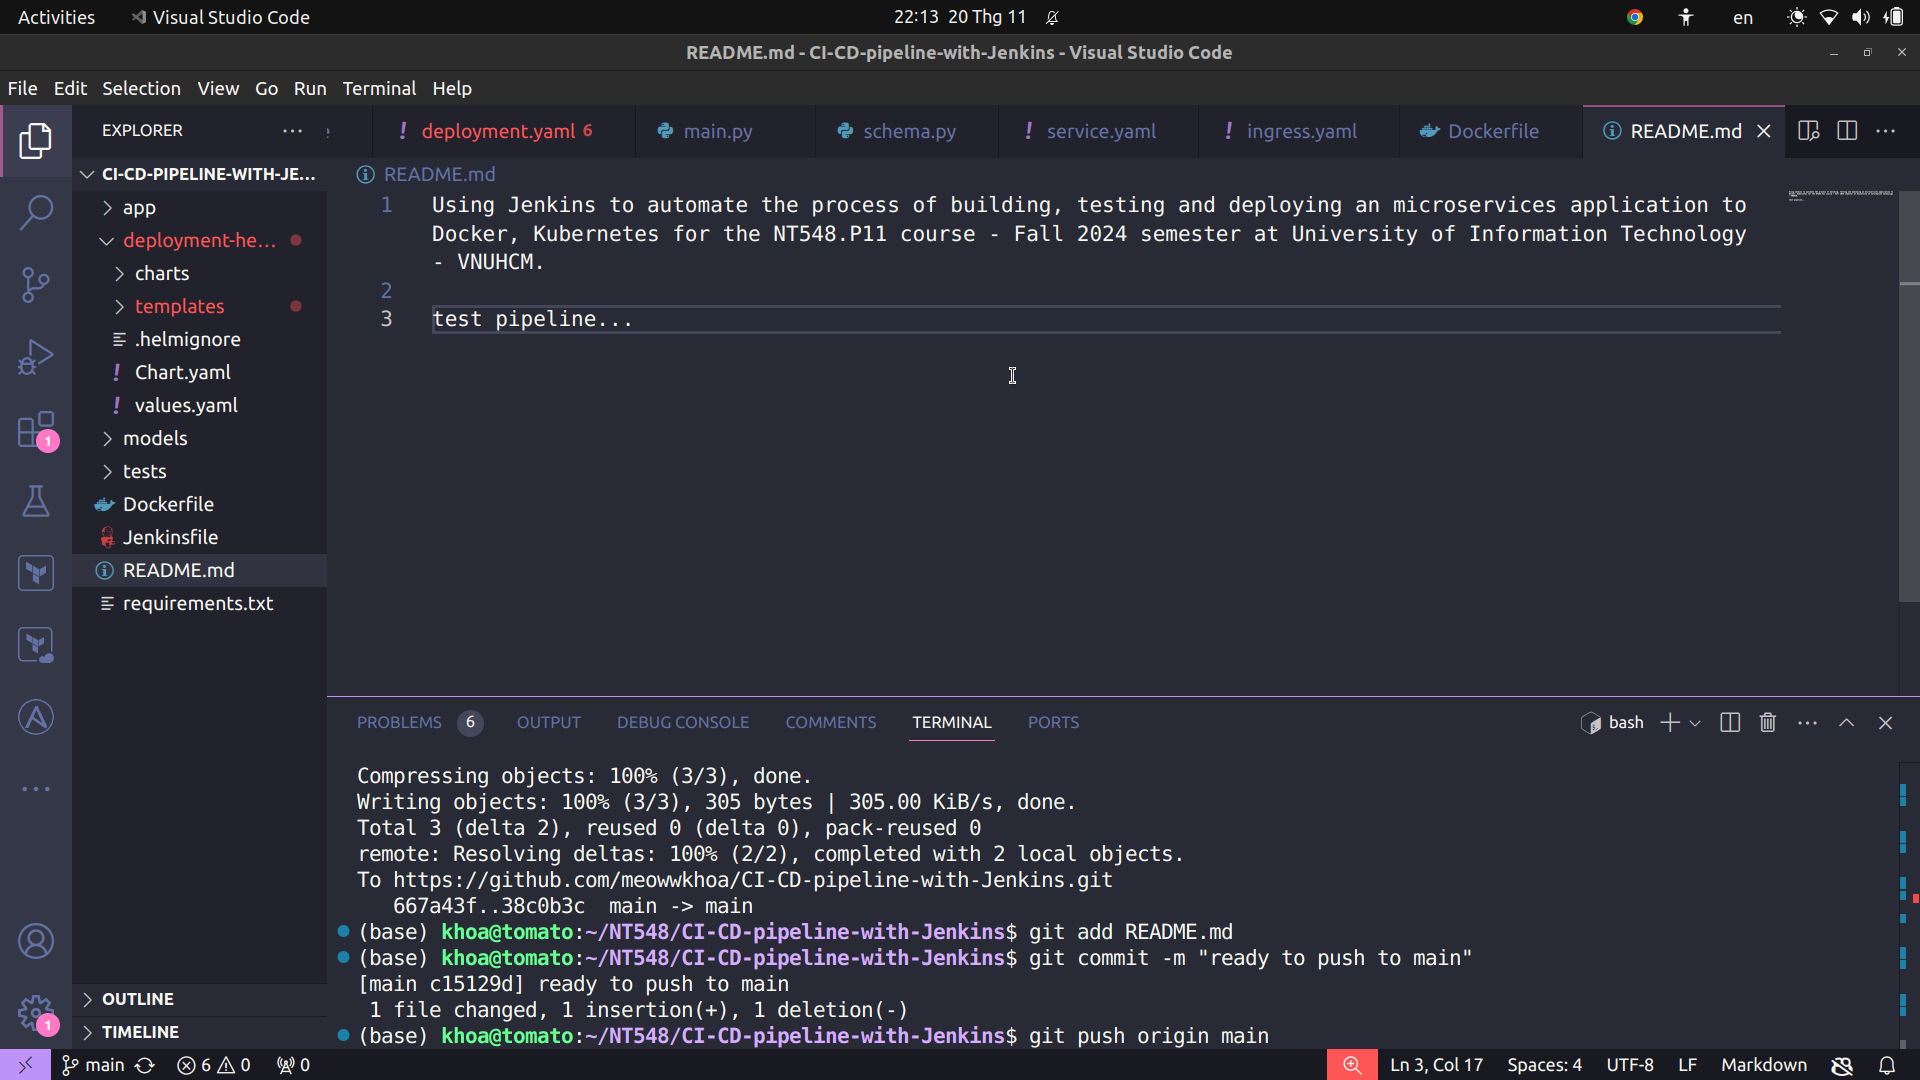 Activities Visual Studio Code 22:13 20 Thg 11 en
README.md - CI-CD-pipeline-with-Jenkins - Visual Studio Code
File Edit Selection View Go Run Terminal Help
EXPLORER
deployment.yaml 6 main.py schema.py service.yaml ingress.yaml Dockerfile README.md
CI-CD-PIPELINE-WITH-JE...
app
deployment-he...
charts
templates
.helmignore
Chart.yaml
values.yaml
models
tests
Dockerfile
Jenkinsfile
README.md
requirements.txt
OUTLINE
TIMELINE
1
1
README.md
1 Using Jenkins to automate the process of building, testing and deploying an microservices application to
Docker, Kubernetes for the NT548.P11 course - Fall 2024 semester at University of Information Technology
- VNUHCM.
2
3 test pipeline...
PROBLEMS 6 OUTPUT DEBUG CONSOLE COMMENTS TERMINAL PORTS bash
Compressing objects: 100% (3/3), done.
Writing objects: 100% (3/3), 305 bytes | 305.00 KiB/s, done.
Total 3 (delta 2), reused 0 (delta 0), pack-reused 0
remote: Resolving deltas: 100% (2/2), completed with 2 local objects.
To https://github.com/meowwkhoa/CI-CD-pipeline-with-Jenkins.git
667a43f..38c0b3c main -> main
(base) khoa@tomato:~/NT548/CI-CD-pipeline-with-Jenkins$ git add README.md
(base) khoa@tomato:~/NT548/CI-CD-pipeline-with-Jenkins$ git commit -m "ready to push to main"
[main c15129d] ready to push to main
1 file changed, 1 insertion(+), 1 deletion(-)
(base) khoa@tomato:~/NT548/CI-CD-pipeline-with-Jenkins$ git push origin main
main 6 0 0 Ln 3, Col 17 Spaces: 4 UTF-8 LF Markdown